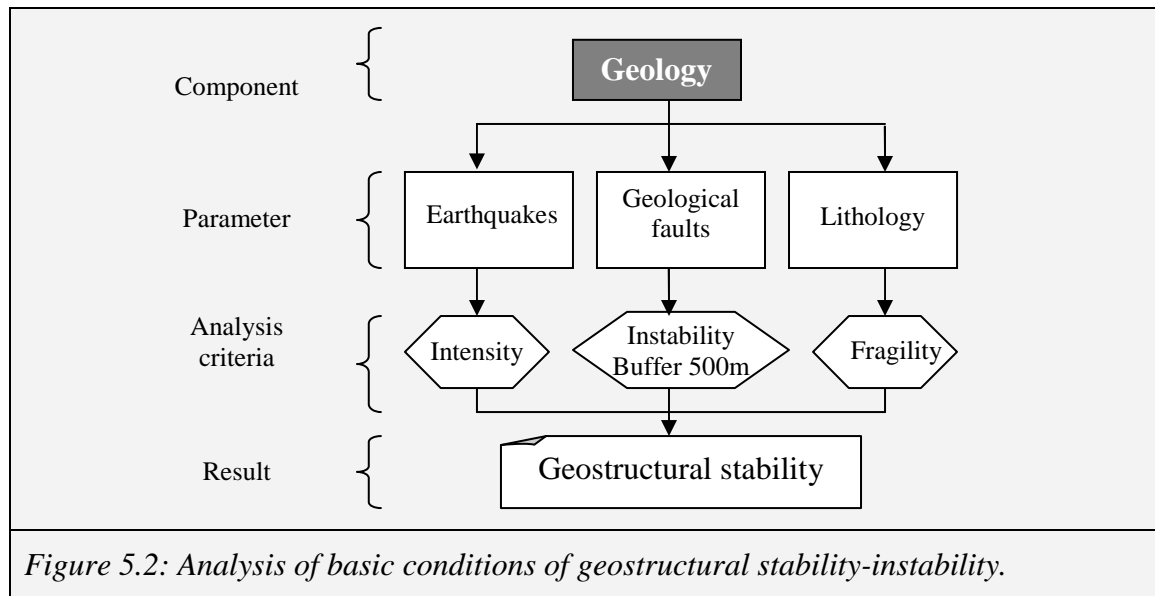 Component
Geology
Parameter
Earthquakes
Geological
faults
Lithology
Analysis
criteria
Intensity
Instability
Buffer 500m
Fragility
Result
Geostructural stability
Figure 5.2: Analysis of basic conditions of geostructural stability-instability.